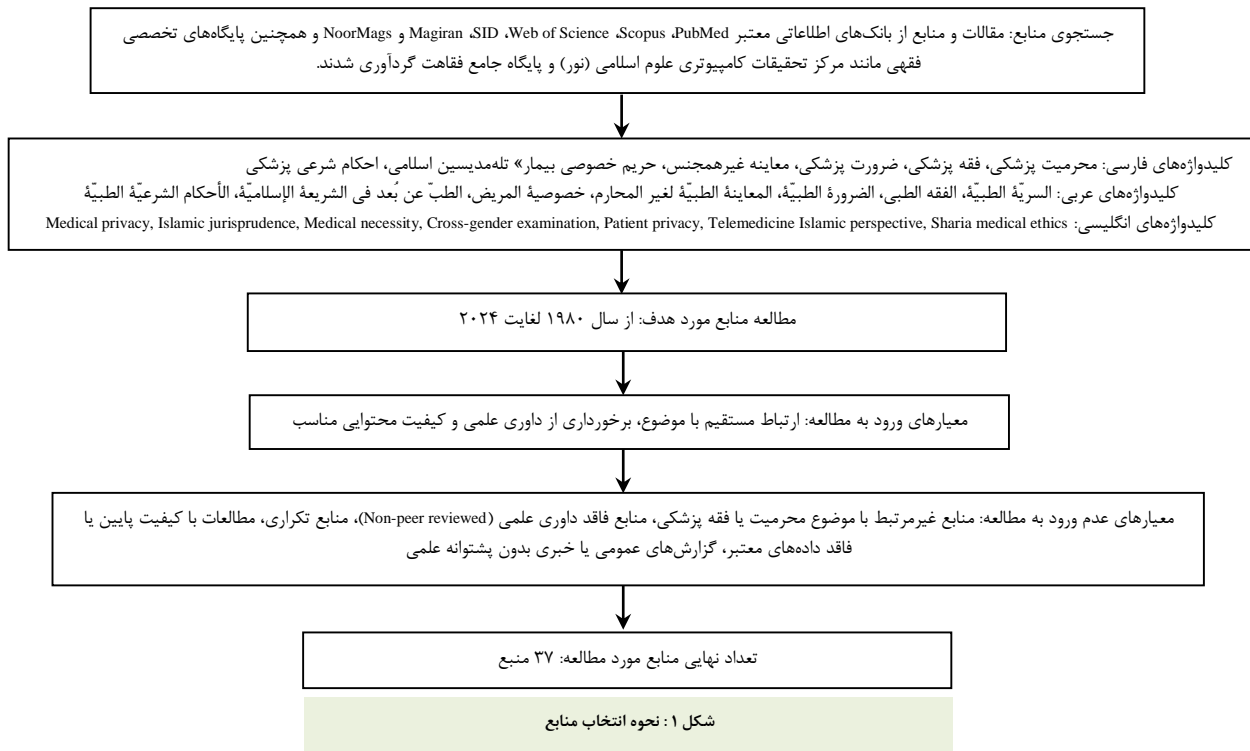 جستجوی منابع: مقالات و منابع از بانک‌های اطلاعاتی معتبر PubMed، Scopus، Web of Science، SID، Magiran و NoorMags و همچنین پایگاه‌های تخصصی
فقهی مانند مرکز تحقیقات کامپیوتری علوم اسلامی (نور) و پایگاه جامع فقاهت گردآوری شدند.
کلیدواژه‌های فارسی: محرمیت پزشکی، فقه پزشکی، ضرورت پزشکی، معاینه غیرهمجنس، حریم خصوصی بیمار» تله‌مدیسین اسلامی، احکام شرعی پزشکی
کلیدواژه‌های عربی: السریّة الطبیّة، الفقه الطبی، الضرورة الطبیّة، المعاینة الطبیّة لغیر المحارم، خصوصیة المریض، الطبّ عن بُعد فی الشریعة الإسلامیّة، الأحکام الشرعیّة الطبیّة
کلیدواژه‌های انگلیسی: Medical privacy, Islamic jurisprudence, Medical necessity, Cross-gender examination, Patient privacy, Telemedicine Islamic perspective, Sharia medical ethics
مطالعه منابع مورد هدف: از سال ۱۹۸۰ لغایت ۲۰۲۴
معیارهای ورود به مطالعه: ارتباط مستقیم با موضوع، برخورداری از داوری علمی و کیفیت محتوایی مناسب
معیارهای عدم ورود به مطالعه: منابع غیرمرتبط با موضوع محرمیت یا فقه پزشکی، منابع فاقد داوری علمی (Non-peer reviewed)، منابع تکراری، مطالعات با کیفیت پایین یا
فاقد داده‌های معتبر، گزارش‌های عمومی یا خبری بدون پشتوانه علمی
تعداد نهایی منابع مورد مطالعه: ۳۷ منبع
شکل ۱: نحوه انتخاب منابع